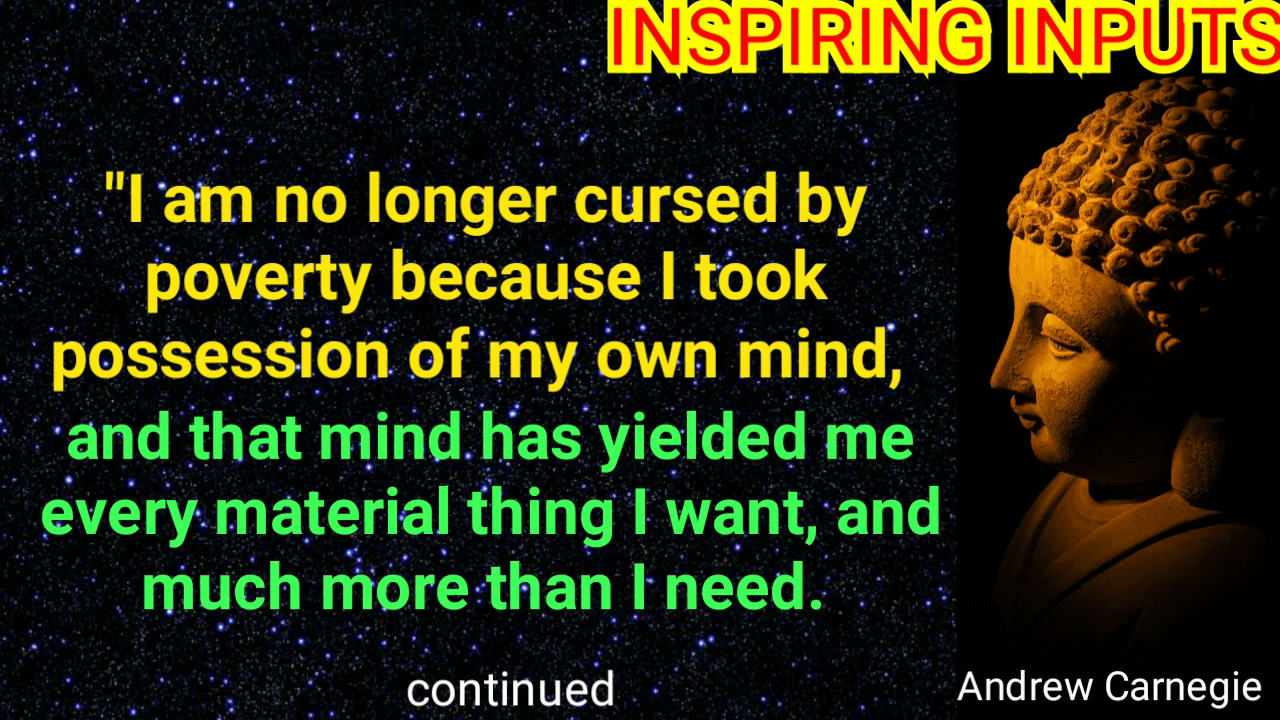 INSPIRING INPUTS
"I am no longer cursed by
poverty because I took
possession of my own mind,
and that mind has yielded me
every material thing I want, and
much more than I need.
continued
Andrew Carnegie